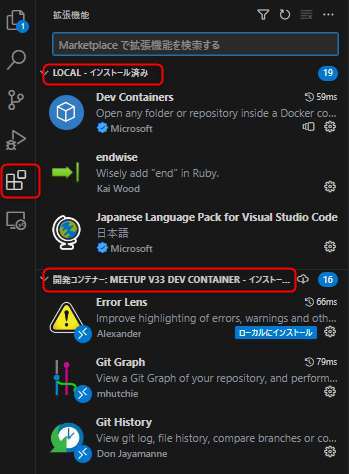 拡張機能
1
Marketplace で拡張機能を検索する
LOCAL - インストール済み
19
Dev Containers
59ms
Open any folder or repository inside a Docker co...
Microsoft
endwise
Wisely add "end" in Ruby.
Kai Wood
Japanese Language Pack for Visual Studio Code
日本語
Microsoft
開発コンテナー: MEETUP V33 DEV CONTAINER - インストー...
16
Error Lens
66ms
Improve highlighting of errors, warnings and oth...
Alexander
ローカルにインストール
Git Graph
79ms
View a Git Graph of your repository, and perform...
mhutchie
Git History
View git log, file history, compare branches or co...
Don Jayamanne